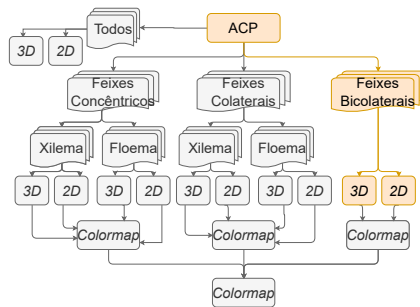 Todos
ACP
3D
2D
Feixes
Concêntricos
Feixes
Colaterais
Feixes
Bicolaterais
Xilema
Floema
Xilema
Floema
3D
2D
3D
2D
3D
2D
3D
2D
3D
2D
Colormap
Colormap
Colormap
Colormap